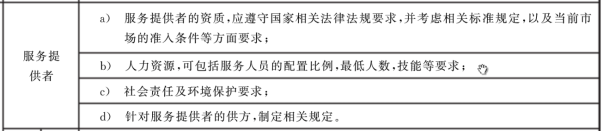 服务提
供者
a) 服务提供者的资质,应遵守国家相关法律法规要求,并考虑相关标准规定,以及当前市
场的准入条件等方面要求;
b) 人力资源,可包括服务人员的配置比例,最低人数,技能等要求;
c) 社会责任及环境保护要求;
d) 针对服务提供者的供方,制定相关规定。